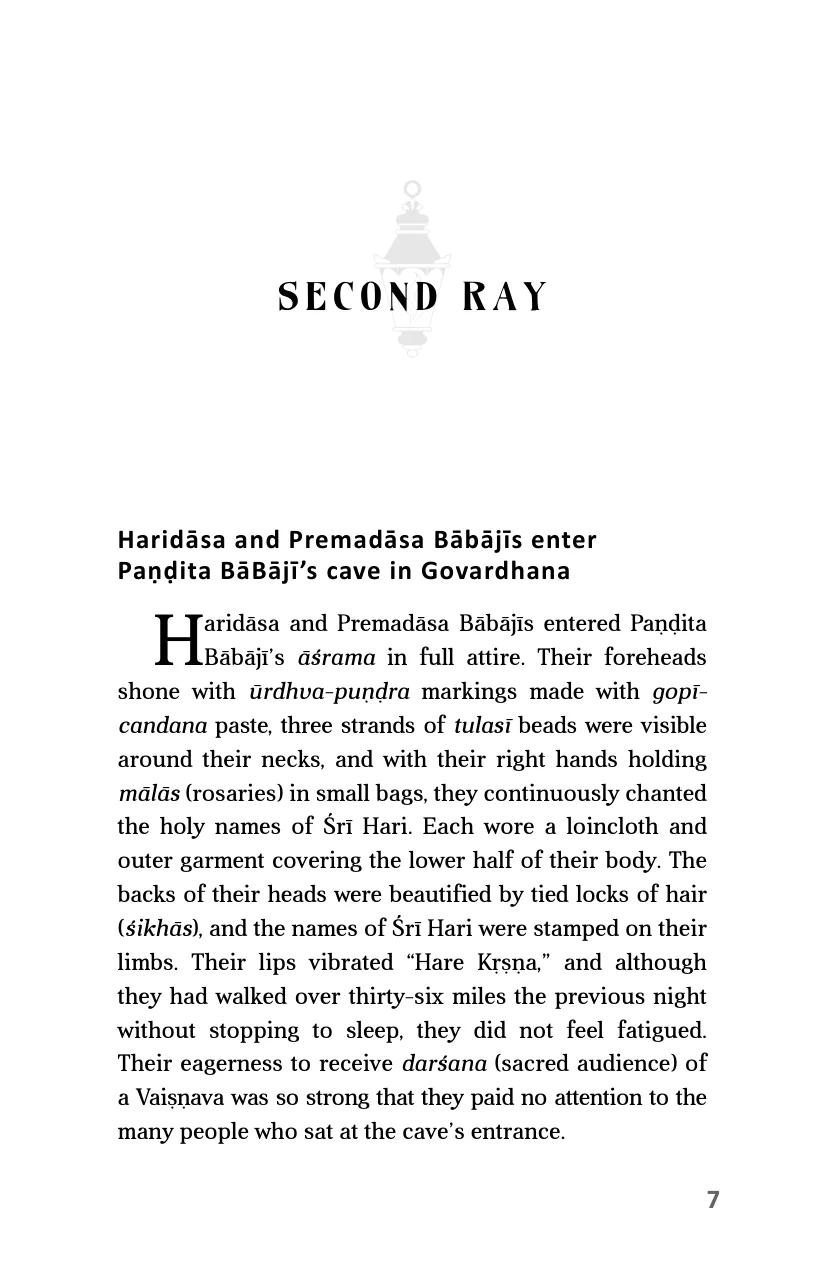 SECOND RAY
Haridāsa and Premadāsa Bābājīs enter
Paṇḍita BāBājī’s cave in Govardhana
Haridāsa and Premadāsa Bābājīs entered Paṇḍita
Bābājī’s āśrama in full attire. Their foreheads
shone with ūrdhva-puṇḍra markings made with gopī-
candana paste, three strands of tulasī beads were visible
around their necks, and with their right hands holding
mālās (rosaries) in small bags, they continuously chanted
the holy names of Śrī Hari. Each wore a loincloth and
outer garment covering the lower half of their body. The
backs of their heads were beautified by tied locks of hair
(śikhās), and the names of Śrī Hari were stamped on their
limbs. Their lips vibrated “Hare Kṛṣṇa,” and although
they had walked over thirty-six miles the previous night
without stopping to sleep, they did not feel fatigued.
Their eagerness to receive darśana (sacred audience) of
a Vaiṣṇava was so strong that they paid no attention to the
many people who sat at the cave’s entrance.
7